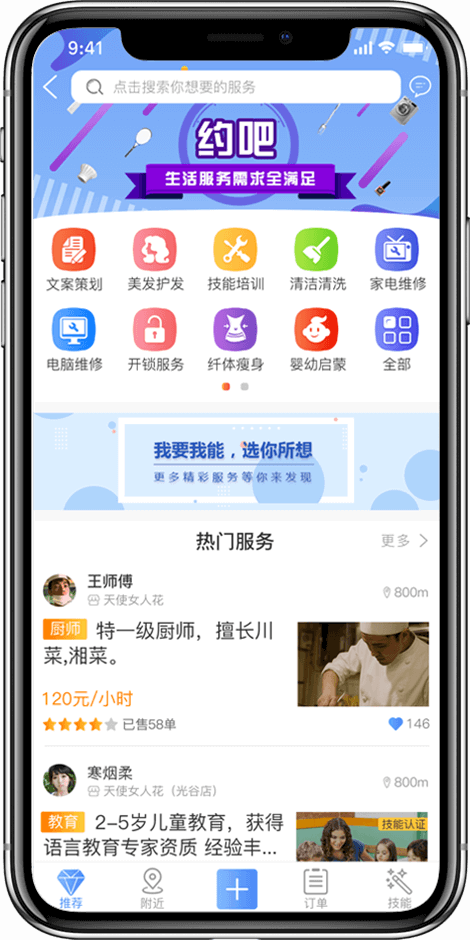 9:41
点击搜索你想要的服务
约吧
生活服务需求全满足
文案策划 美发护发 技能培训 清洁清洗 家电维修
电脑维修 开锁服务 纤体瘦身 婴幼启蒙 全部
我要我能，选你所想
更多精彩服务等你来发现
热门服务 更多
王师傅
天使女人花 800m
厨师 特一级厨师，擅长川
菜,湘菜。
120元/小时
已售58单 146
寒烟柔
天使女人花（光谷店） 800m
教育 2-5岁儿童教育，获得 技能认证
语言教育专家资质 经验丰...
推荐 附近 订单 技能